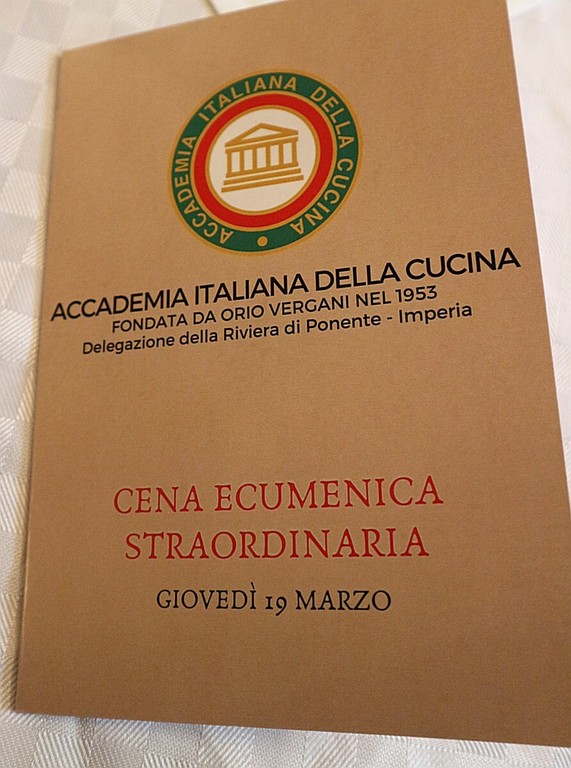 ACCADEMIA ITALIANA DELLA CUCINA
ACCADEMIA ITALIANA DELLA CUCINA
FONDATA DA ORIO VERGANI NEL 1953
Delegazione della Riviera di Ponente - Imperia
CENA ECUMENICA
STRAORDINARIA
GIOVEDÌ 19 MARZO